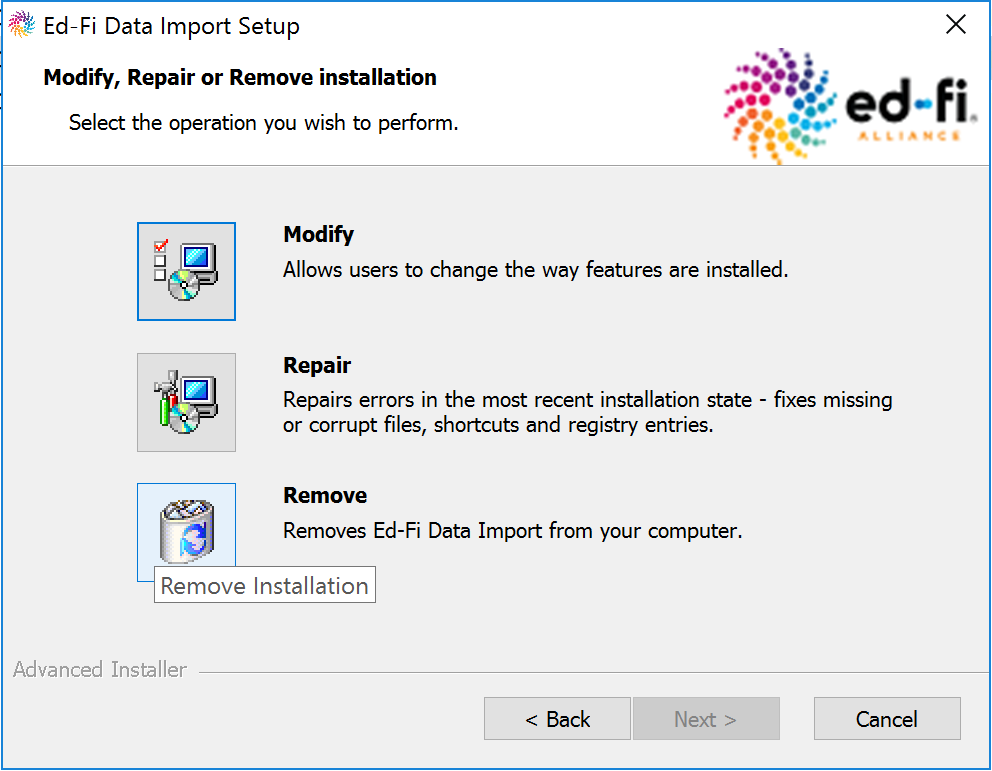 Ed-Fi Data Import Setup
Modify, Repair or Remove installation
Select the operation you wish to perform.
ed-fi®
ALLIANCE
Modify
Allows users to change the way features are installed.
Repair
Repairs errors in the most recent installation state - fixes missing
or corrupt files, shortcuts and registry entries.
Remove
Removes Ed-Fi Data Import from your computer.
Remove Installation
Advanced Installer
< Back
Next >
Cancel